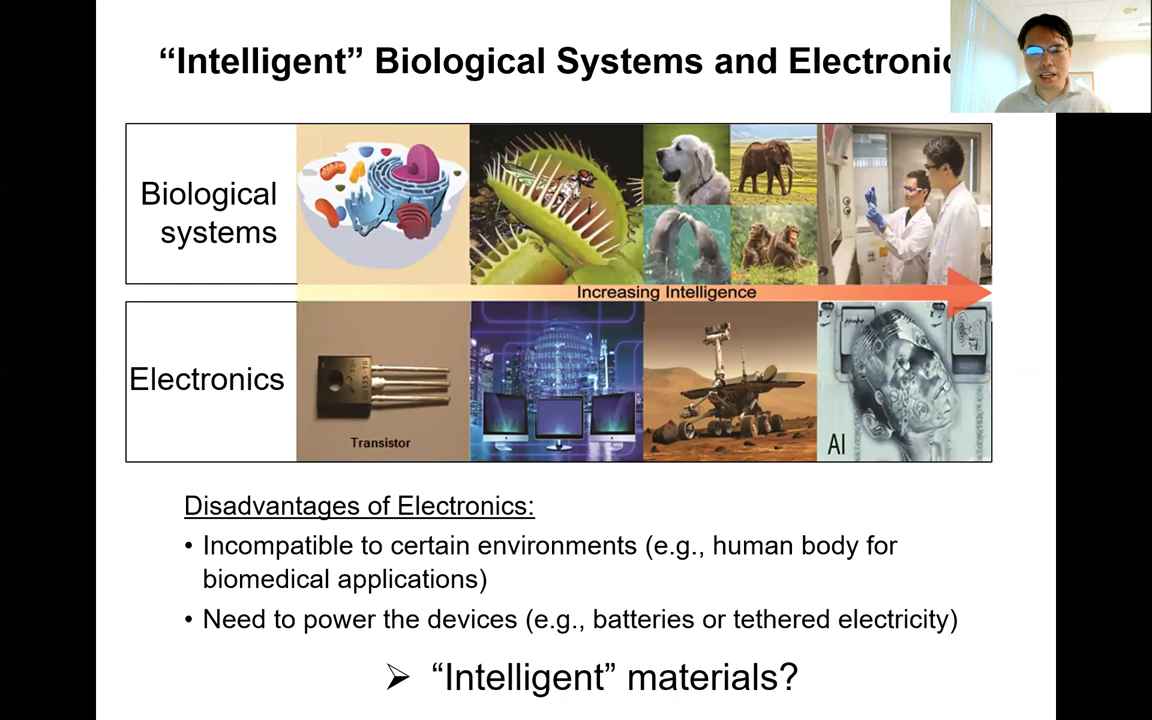 “Intelligent” Biological Systems and Electronic
Biological
systems
Increasing Intelligence
Electronics
Transistor
AI
Disadvantages of Electronics:
• Incompatible to certain environments (e.g., human body for
biomedical applications)
• Need to power the devices (e.g., batteries or tethered electricity)
➢ “Intelligent” materials?